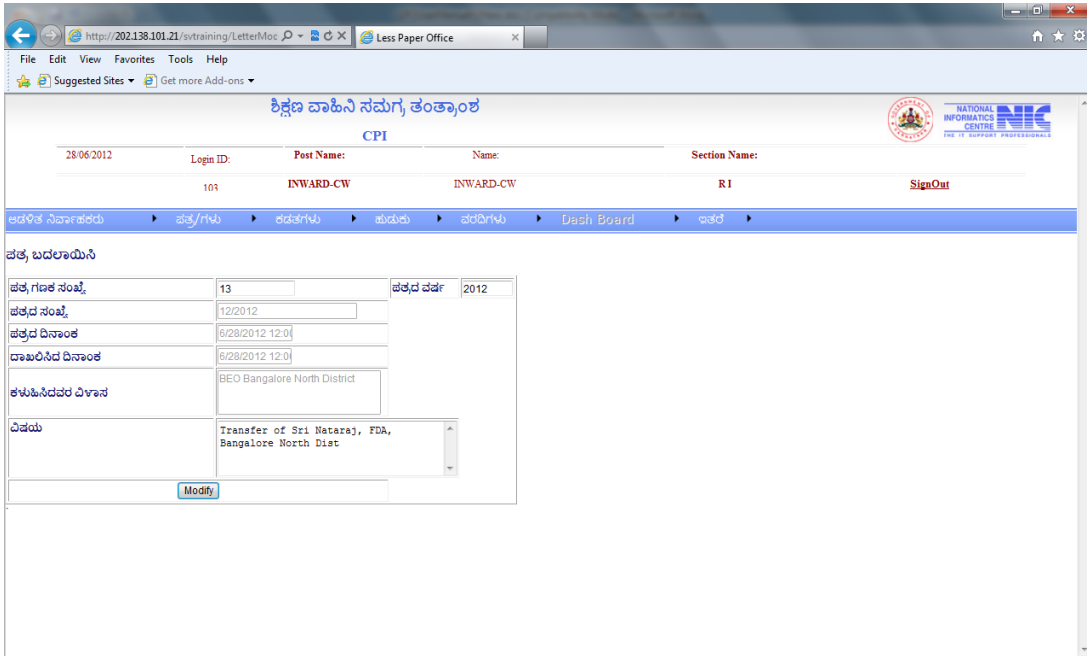 http://202.138.101.21/svtraining/LetterMoc
Less Paper Office
File Edit View Favorites Tools Help
Suggested Sites Get more Add-ons
ಶಿಕ್ಷಣ ವಾಹಿನಿ ಸಮಗ್ರ ತಂತ್ರಾಂಶ
CPI
NATIONAL
INFORMATICS
CENTRE
NIC
THE IT SUPPORT PROFESSIONALS
28/06/2012 Login ID: Post Name: Name: Section Name:
103 INWARD-CW INWARD-CW R1 SignOut
ಆಡಳಿತ ನಿರ್ವಾಹಕರು ಪತ್ರ/ಗಳು ಕಡತಗಳು ಹುಡುಕು ವರದಿಗಳು Dash Board ಇತರೆ
ಪತ್ರ ಬದಲಾಯಿಸಿ
ಪತ್ರ ಗಣಕ ಸಂಖ್ಯೆ 13 ಪತ್ರದ ವರ್ಷ 2012
ಪತ್ರದ ಸಂಖ್ಯೆ 12/2012
ಪತ್ರದ ದಿನಾಂಕ 6/28/2012 12:00
ದಾಖಲಿಸಿದ ದಿನಾಂಕ 6/28/2012 12:00
ಕಳುಹಿಸಿದವರ ವಿಳಾಸ BEO Bangalore North District
ವಿಷಯ Transfer of Sri Nataraj, FDA,
Bangalore North Dist
Modify